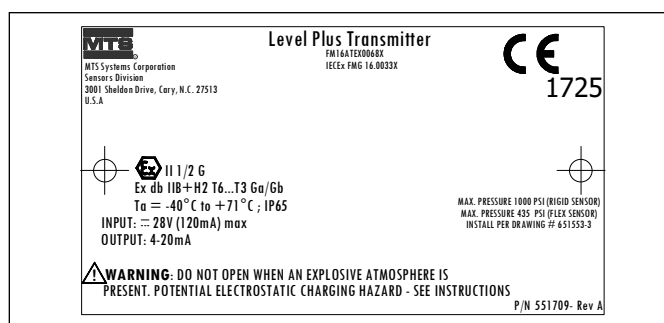 MTS
MTS Systems Corporation
Sensors Division
3001 Sheldon Drive, Cary, N.C. 27513
U.S.A
Level Plus Transmitter
FM16ATEX0068X
IECEx FMG 16.0033X
CE
1725
Ex II 1/2 G
Ex db IIB+H2 T6...T3 Ga/Gb
Ta = -40°C to +71°C ; IP65
INPUT: ⎓ 28V (120mA) max
OUTPUT: 4-20mA
MAX. PRESSURE 1000 PSI (RIGID SENSOR)
MAX. PRESSURE 435 PSI (FLEX SENSOR)
INSTALL PER DRAWING # 651553-3
WARNING: DO NOT OPEN WHEN AN EXPLOSIVE ATMOSPHERE IS
PRESENT. POTENTIAL ELECTROSTATIC CHARGING HAZARD - SEE INSTRUCTIONS
P/N 551709- Rev A